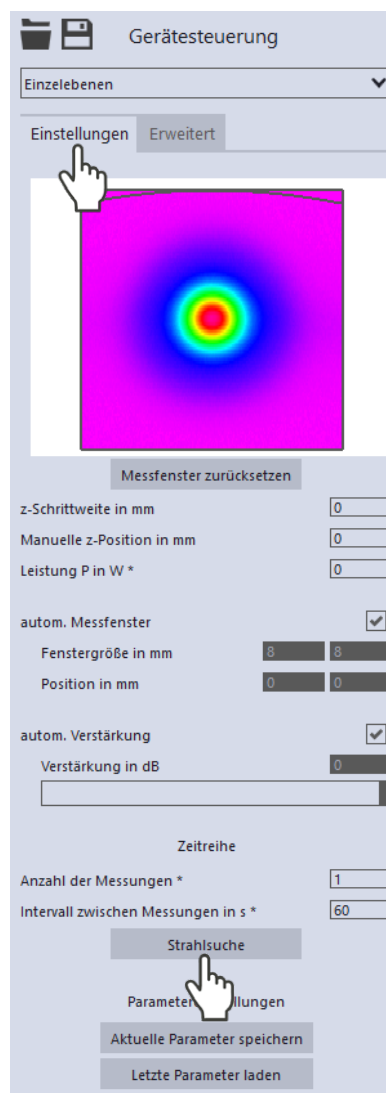 Gerätesteuerung
Einzelebenen
Einstellungen Erweitert
Messfenster zurücksetzen
z-Schrittweite in mm 0
Manuelle z-Position in mm 0
Leistung P in W * 0
autom. Messfenster
Fenstergröße in mm 8 8
Position in mm 0 0
autom. Verstärkung
Verstärkung in dB 0
Zeitreihe
Anzahl der Messungen * 1
Intervall zwischen Messungen in s * 60
Strahlsuche
Aktuelle Parameter speichern
Letzte Parameter laden